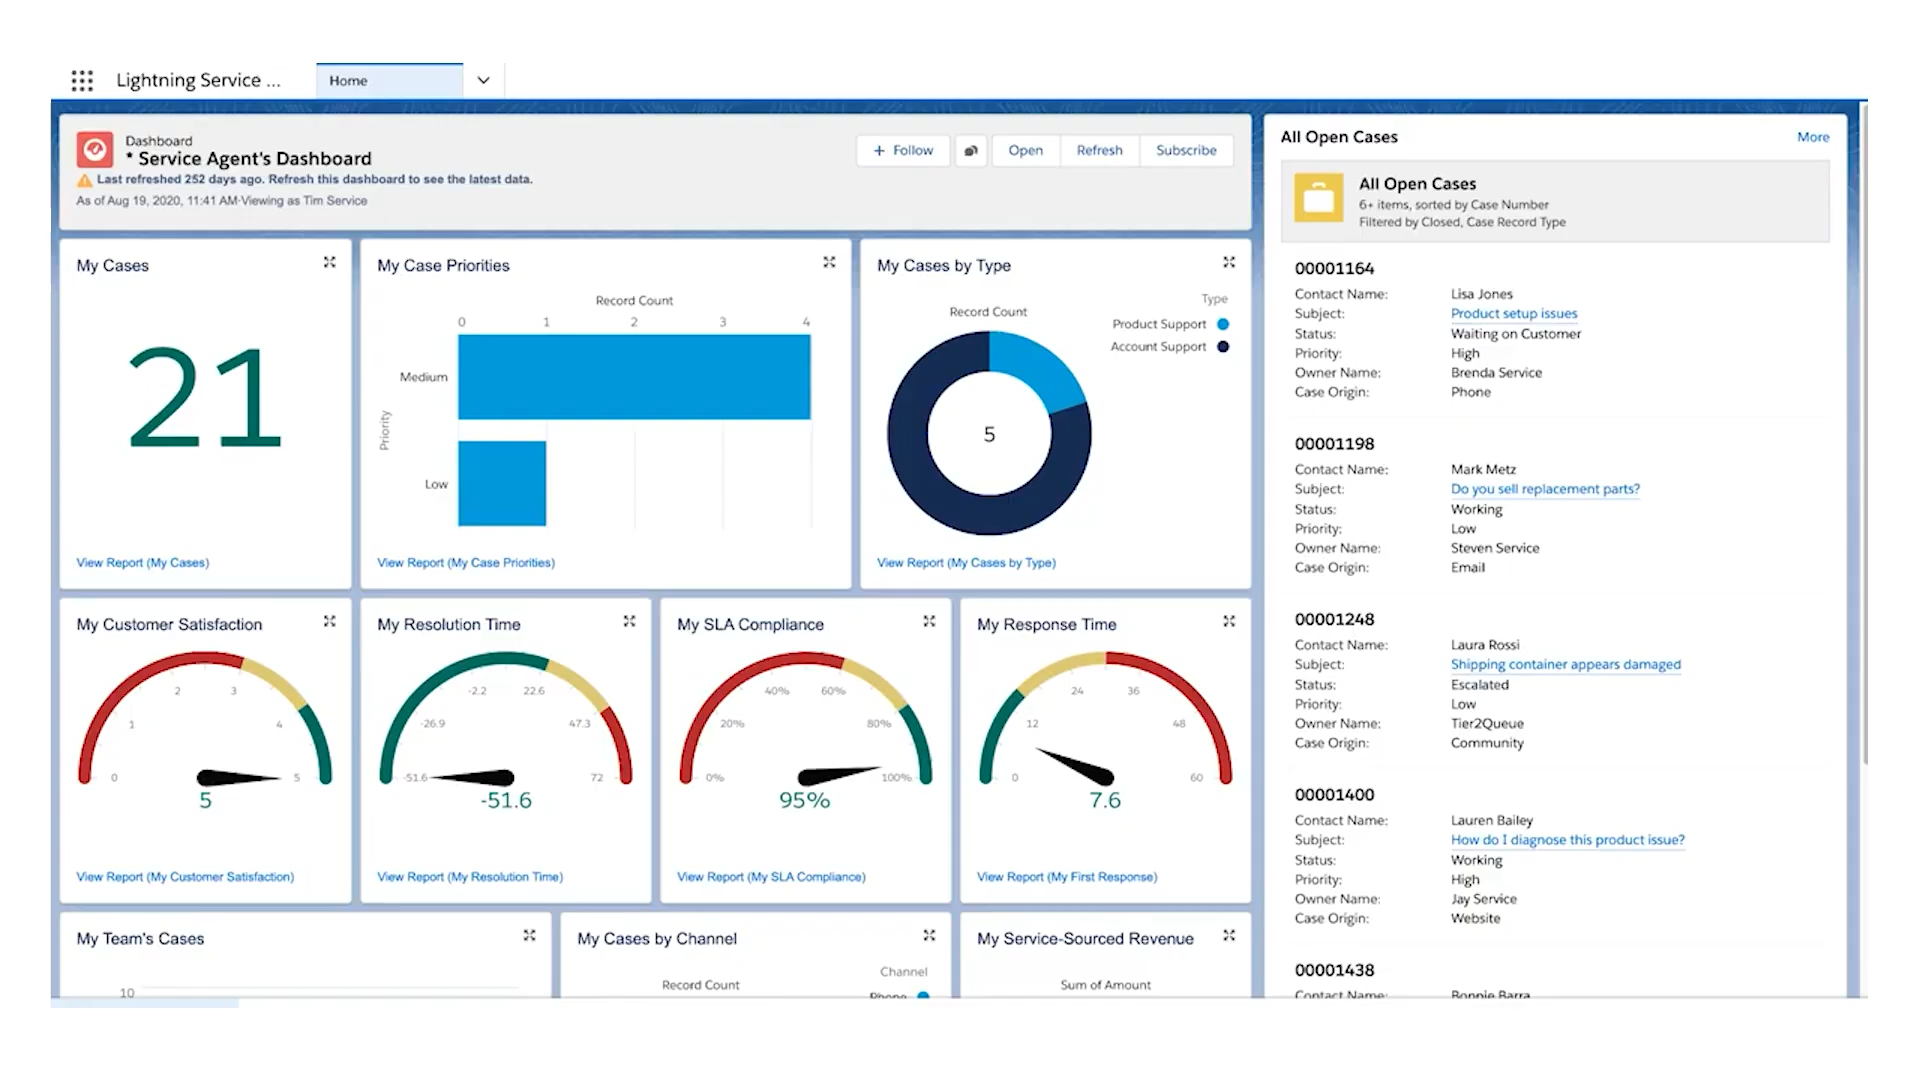 Lightning Service ...
Home
Dashboard
* Service Agent's Dashboard
Last refreshed 252 days ago. Refresh this dashboard to see the latest data.
As of Aug 19, 2020, 11:41 AM·Viewing as Tim Service
+ Follow
Open
Refresh
Subscribe
My Cases
21
View Report (My Cases)
My Case Priorities
Record Count
0 1 2 3 4
Priority
Medium
Low
View Report (My Case Priorities)
My Cases by Type
Record Count
Type
Product Support
Account Support
5
View Report (My Cases by Type)
My Customer Satisfaction
0 1 2 3 4 5
5
View Report (My Customer Satisfaction)
My Resolution Time
-51.6 -26.9 -2.2 22.6 47.3 72
-51.6
View Report (My Resolution Time)
My SLA Compliance
0% 20% 40% 60% 80% 100%
95%
View Report (My SLA Compliance)
My Response Time
0 12 24 36 48 60
7.6
View Report (My First Response)
My Team's Cases
10
My Cases by Channel
Record Count
Channel
Phone
My Service-Sourced Revenue
Sum of Amount
All Open Cases
More
All Open Cases
6+ items, sorted by Case Number
Filtered by Closed, Case Record Type
00001164
Contact Name: Lisa Jones
Subject: Product setup issues
Status: Waiting on Customer
Priority: High
Owner Name: Brenda Service
Case Origin: Phone
00001198
Contact Name: Mark Metz
Subject: Do you sell replacement parts?
Status: Working
Priority: Low
Owner Name: Steven Service
Case Origin: Email
00001248
Contact Name: Laura Rossi
Subject: Shipping container appears damaged
Status: Escalated
Priority: Low
Owner Name: Tier2Queue
Case Origin: Community
00001400
Contact Name: Lauren Bailey
Subject: How do I diagnose this product issue?
Status: Working
Priority: High
Owner Name: Jay Service
Case Origin: Website
00001438
Contact Name: Bonnie Barra